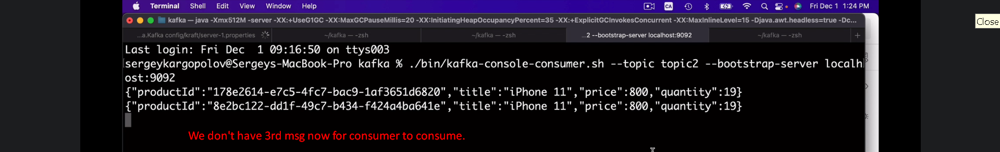 Terminal Shell Edit View Window Help CA Fri Dec 1 1:24 PM
Close
kafka — java -Xmx512M -server -XX:+UseG1GC -XX:MaxGCPauseMillis=20 -XX:InitiatingHeapOccupancyPercent=35 -XX:+ExplicitGCInvokesConcurrent -XX:MaxInlineLevel=15 -Djava.awt.headless=true -Dc...
...a.Kafka config/kraft/server-1.properties ~/kafka — -zsh ~/kafka — -zsh ...2 --bootstrap-server localhost:9092 ~/kafka — -zsh +
Last login: Fri Dec  1 09:16:50 on ttys003
[sergeykargopolov@Sergeys-MacBook-Pro kafka % ./bin/kafka-console-consumer.sh --topic topic2 --bootstrap-server localh]
ost:9092
{"productId":"178e2614-e7c5-4fc7-bac9-1af3651d6820","title":"iPhone 11","price":800,"quantity":19}
{"productId":"8e2bc122-dd1f-49c7-b434-f424a4ba641e","title":"iPhone 11","price":800,"quantity":19}
We don't have 3rd msg now for consumer to consume.